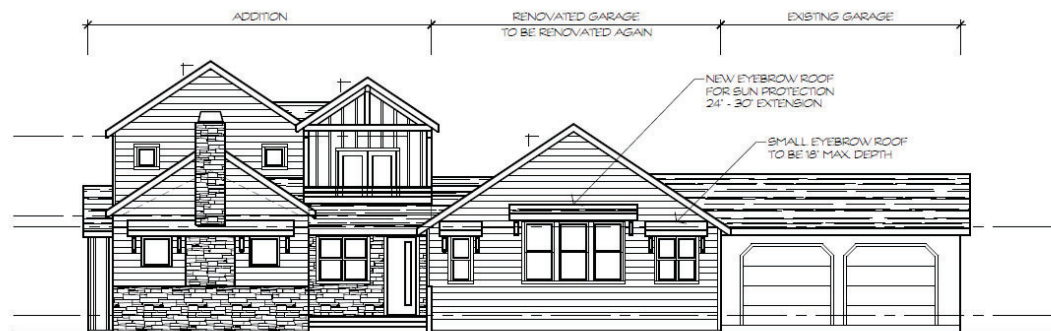 ADDITION
RENOVATED GARAGE
TO BE RENOVATED AGAIN
EXISTING GARAGE
NEW EYEBROW ROOF
FOR SUN PROTECTION
24" - 30" EXTENSION
SMALL EYEBROW ROOF
TO BE 18" MAX. DEPTH